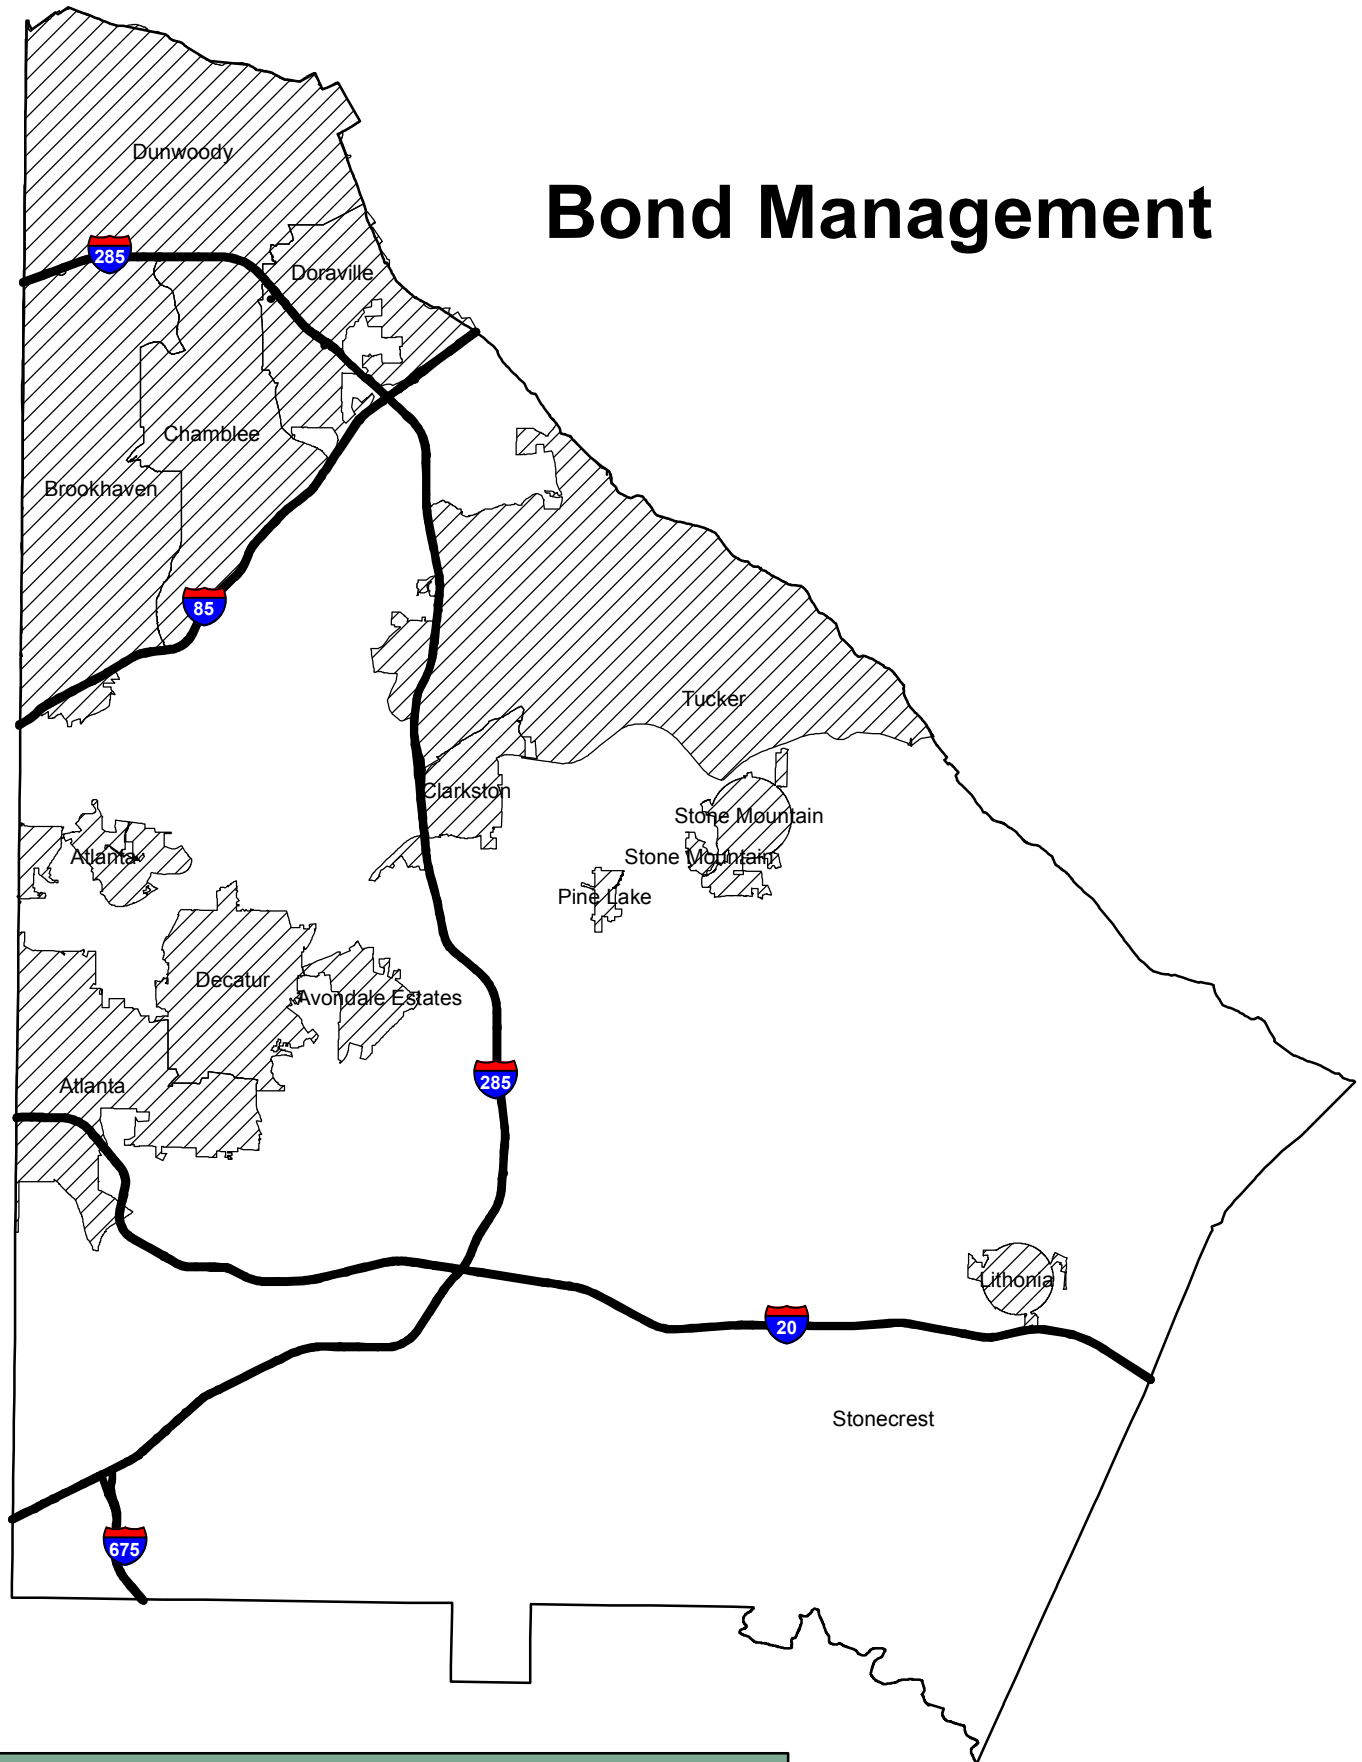 Dunwoody
Bond Management
285
Doraville
Chamblee
Brookhaven
85
Tucker
Clarkston
Stone Mountain
Atlanta
Stone Mountain
Pine Lake
Decatur
Avondale Estates
285
Atlanta
Lithonia
20
Stonecrest
675